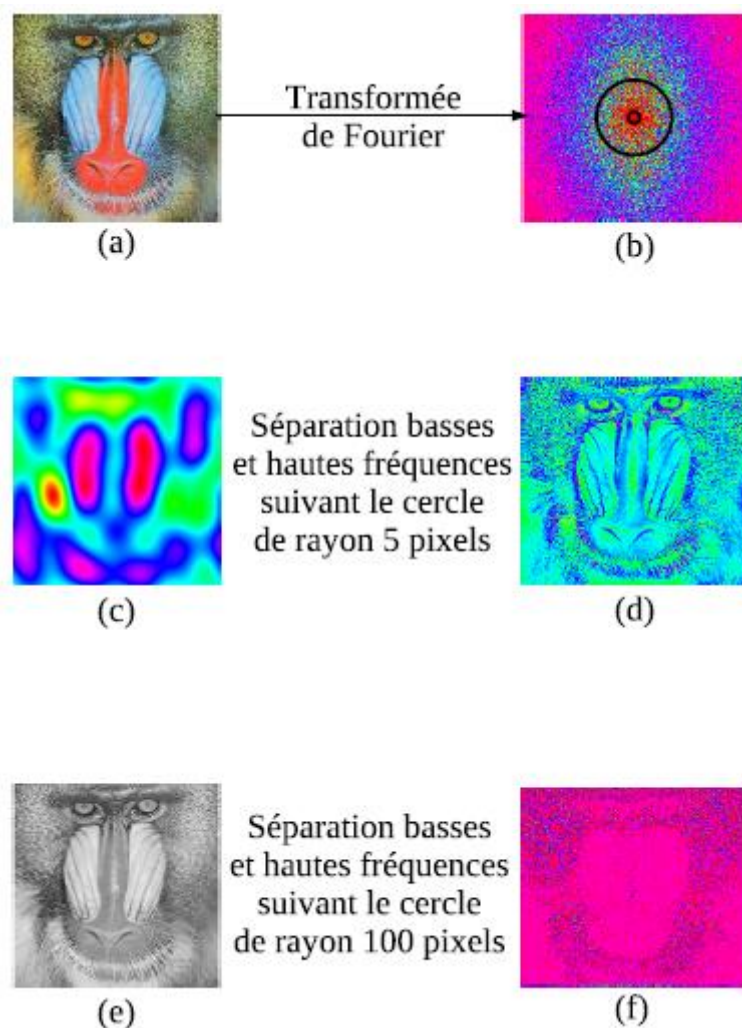 Transformée
de Fourier
(a)
(b)
Séparation basses
et hautes fréquences
suivant le cercle
de rayon 5 pixels
(c)
(d)
Séparation basses
et hautes fréquences
suivant le cercle
de rayon 100 pixels
(e)
(f)